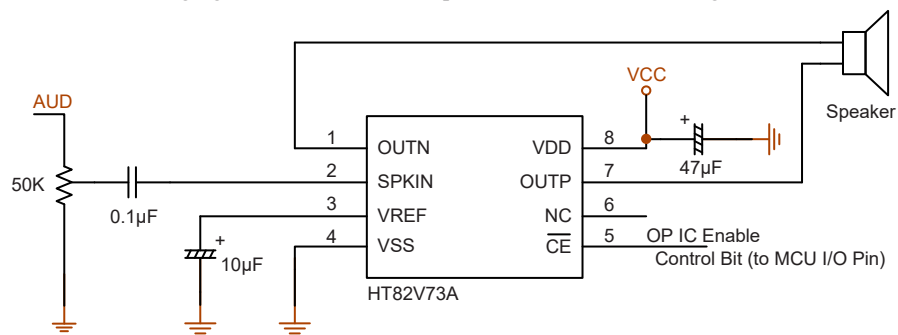 VCC
AUD
+
Speaker
1
OUTN
VDD
8
47µF
50K
2
SPKIN
OUTP
7
0.1µF
3
VREF
NC
6
+
10µF
4
VSS
CE
5
OP IC Enable
Control Bit (to MCU I/O Pin)
HT82V73A